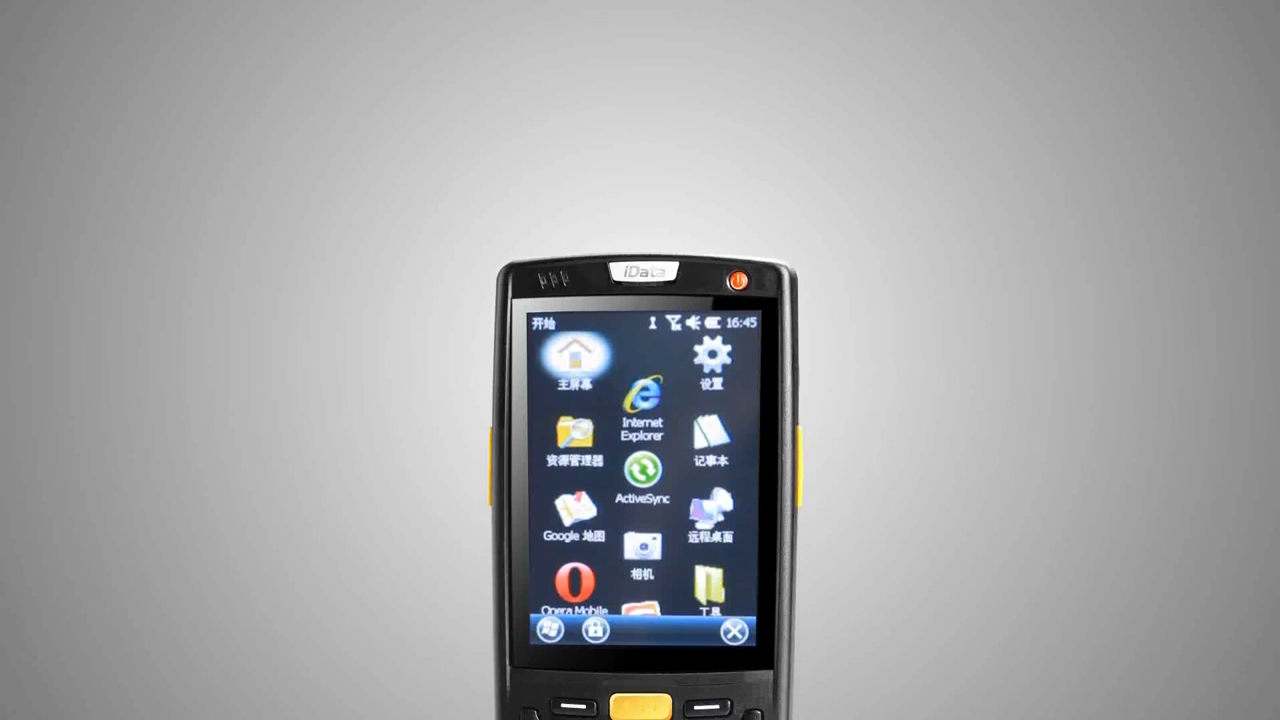 iData
开始
16:45
主屏幕
设置
Internet
Explorer
资源管理器
记事本
ActiveSync
Google 地图
远程桌面
相机
Opera Mobile
工具